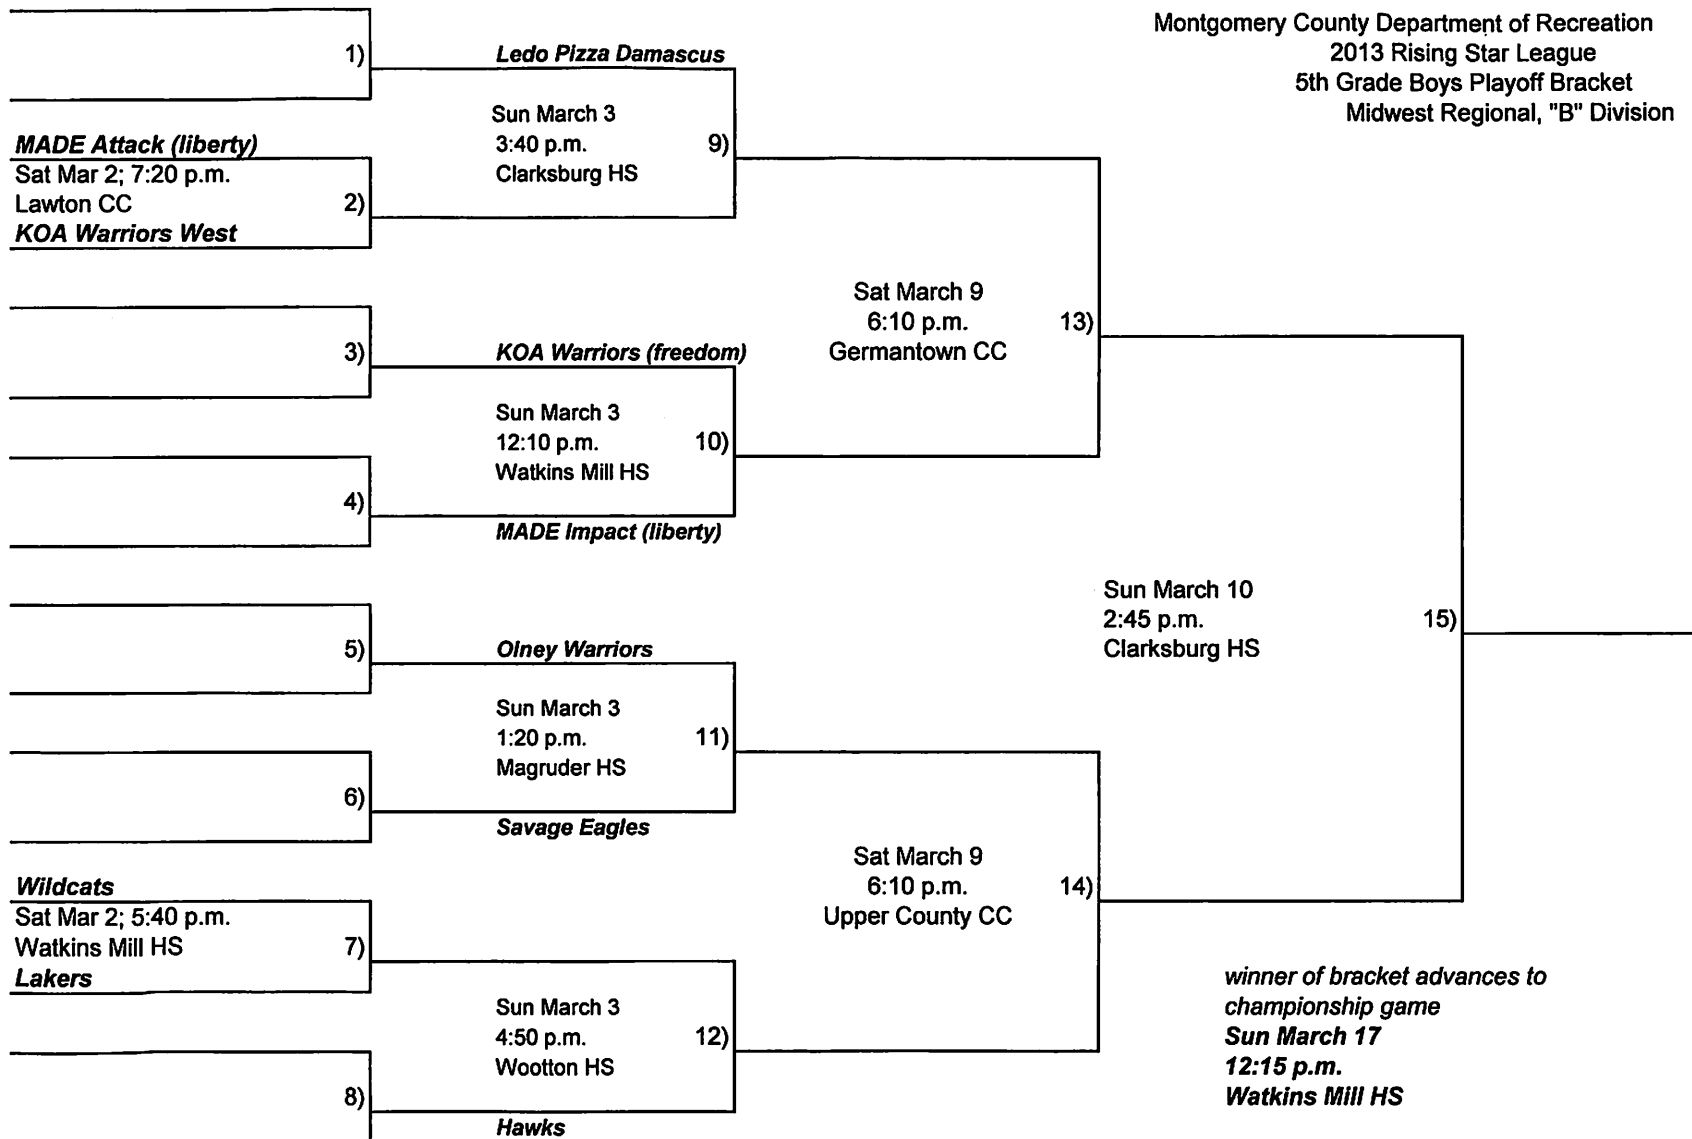 Montgomery County Department of Recreation
2013 Rising Star League
5th Grade Boys Playoff Bracket
Midwest Regional, "B" Division
1)
MADE Attack (liberty)
Sat Mar 2; 7:20 p.m.
Lawton CC
2)
KOA Warriors West
3)
4)
5)
6)
Wildcats
Sat Mar 2; 5:40 p.m.
Watkins Mill HS
7)
Lakers
8)
Ledo Pizza Damascus
Sun March 3
3:40 p.m.
9)
Clarksburg HS
KOA Warriors (freedom)
Sun March 3
12:10 p.m.
10)
Watkins Mill HS
MADE Impact (liberty)
Olney Warriors
Sun March 3
1:20 p.m.
11)
Magruder HS
Savage Eagles
Sun March 3
4:50 p.m.
12)
Wootton HS
Hawks
Sat March 9
6:10 p.m.
13)
Germantown CC
Sat March 9
6:10 p.m.
14)
Upper County CC
Sun March 10
2:45 p.m.
15)
Clarksburg HS
winner of bracket advances to
championship game
Sun March 17
12:15 p.m.
Watkins Mill HS